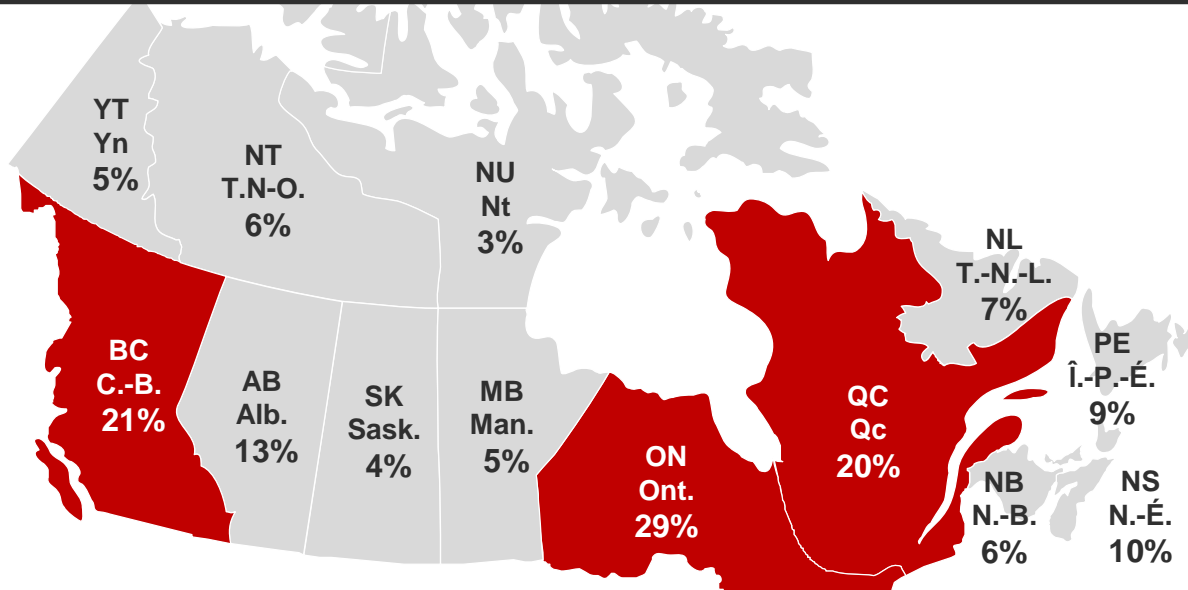 YT
Yn
5%
NT
T.N-O.
6%
NU
Nt
3%
NL
T.-N.-L.
7%
BC
C.-B.
21%
AB
Alb.
13%
SK
Sask.
4%
MB
Man.
5%
ON
Ont.
29%
QC
Qc
20%
PE
Î.-P.-É.
9%
NB
N.-B.
6%
NS
N.-É.
10%